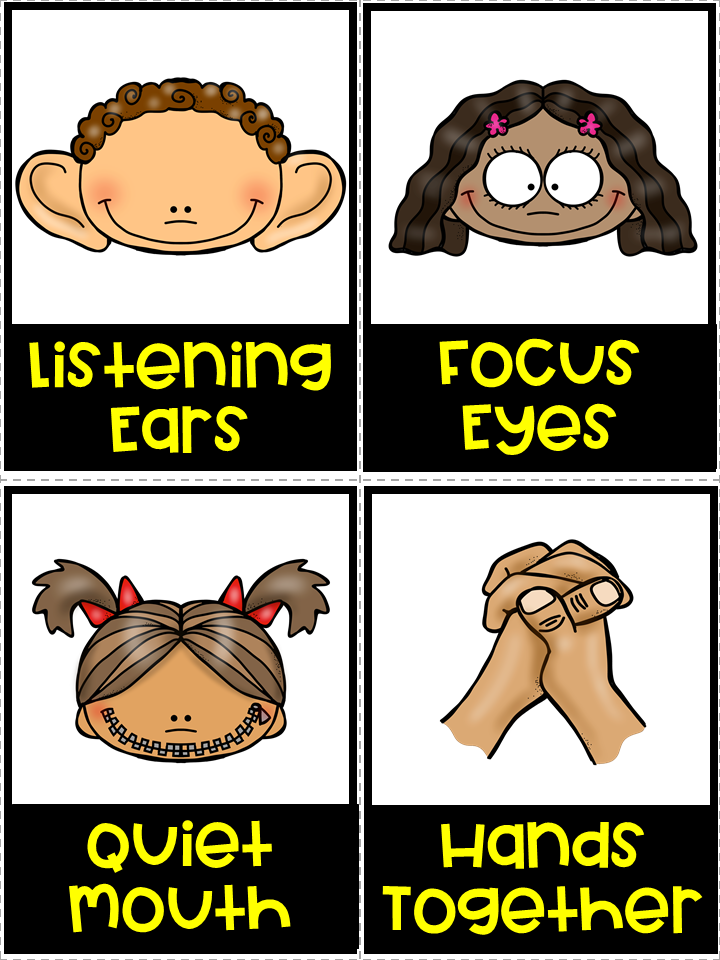 Listening
Ears
Focus
Eyes
Quiet
Mouth
Hands
Together